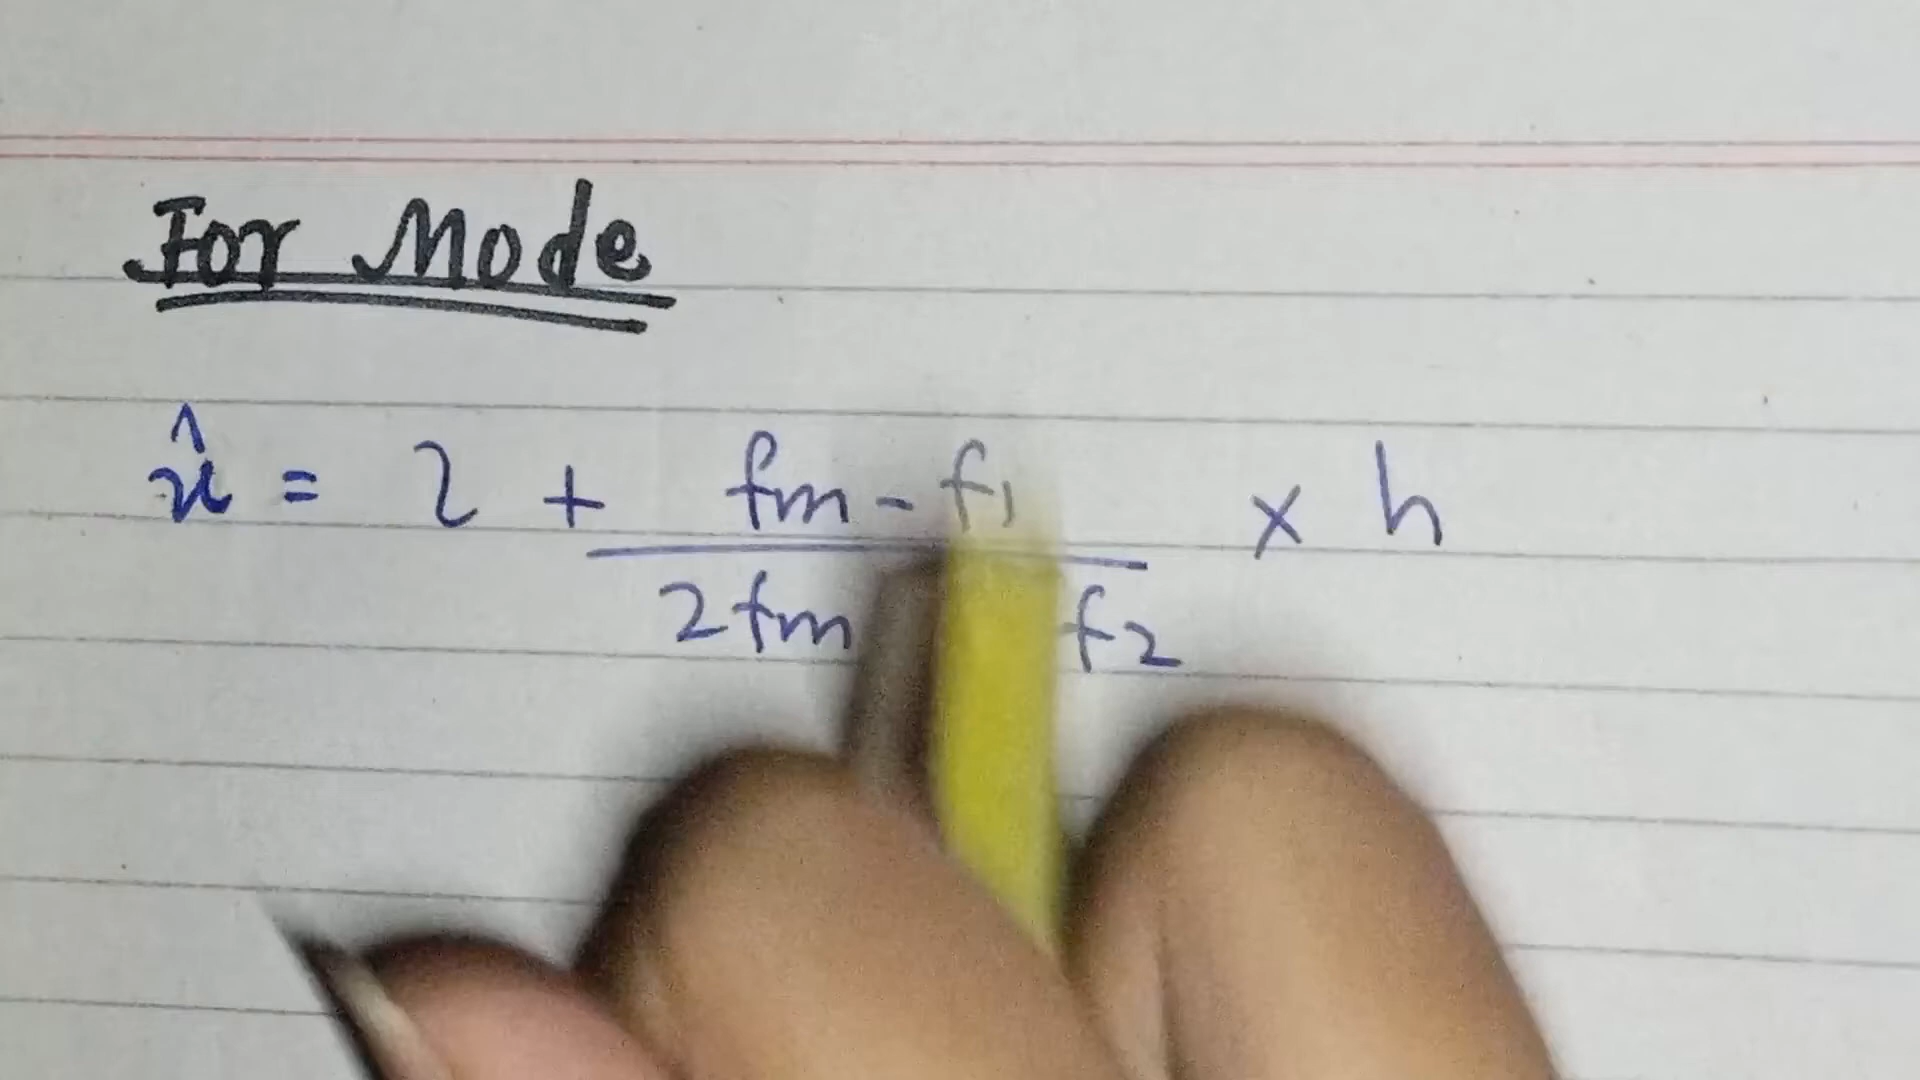 For Mode
x̂ = l + fm - f1 × h
2fm f2